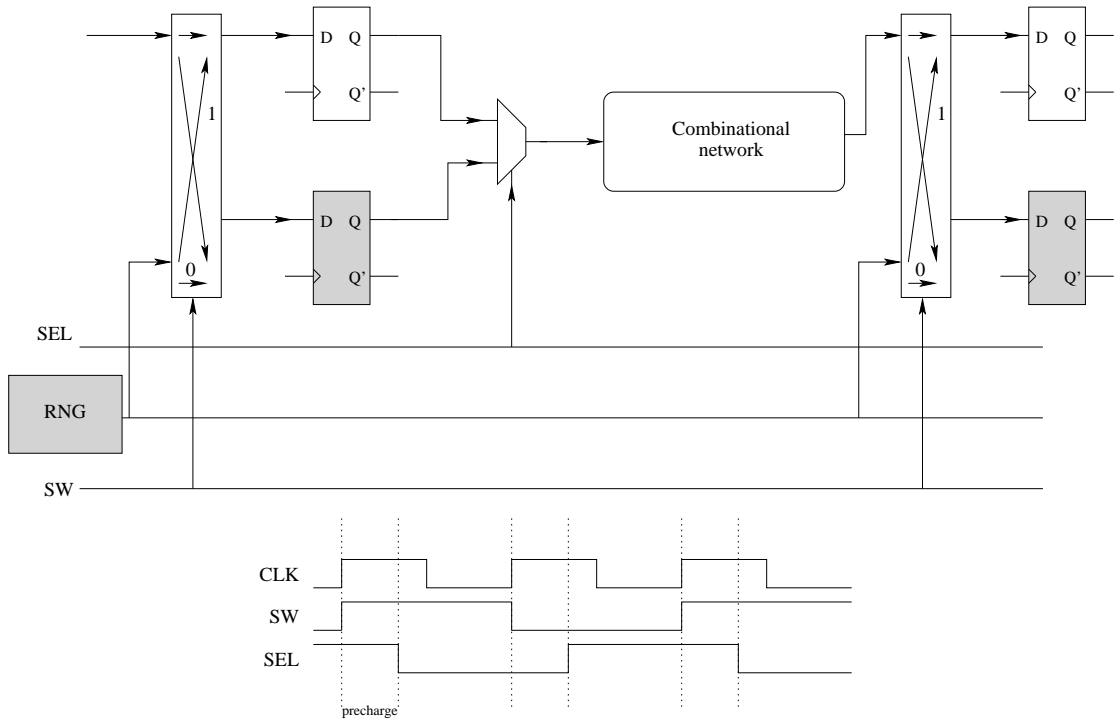 D Q
Q'
1
0
D Q
Q'
Combinational
network
D Q
Q'
1
0
D Q
Q'
SEL
RNG
SW
CLK
SW
SEL
precharge